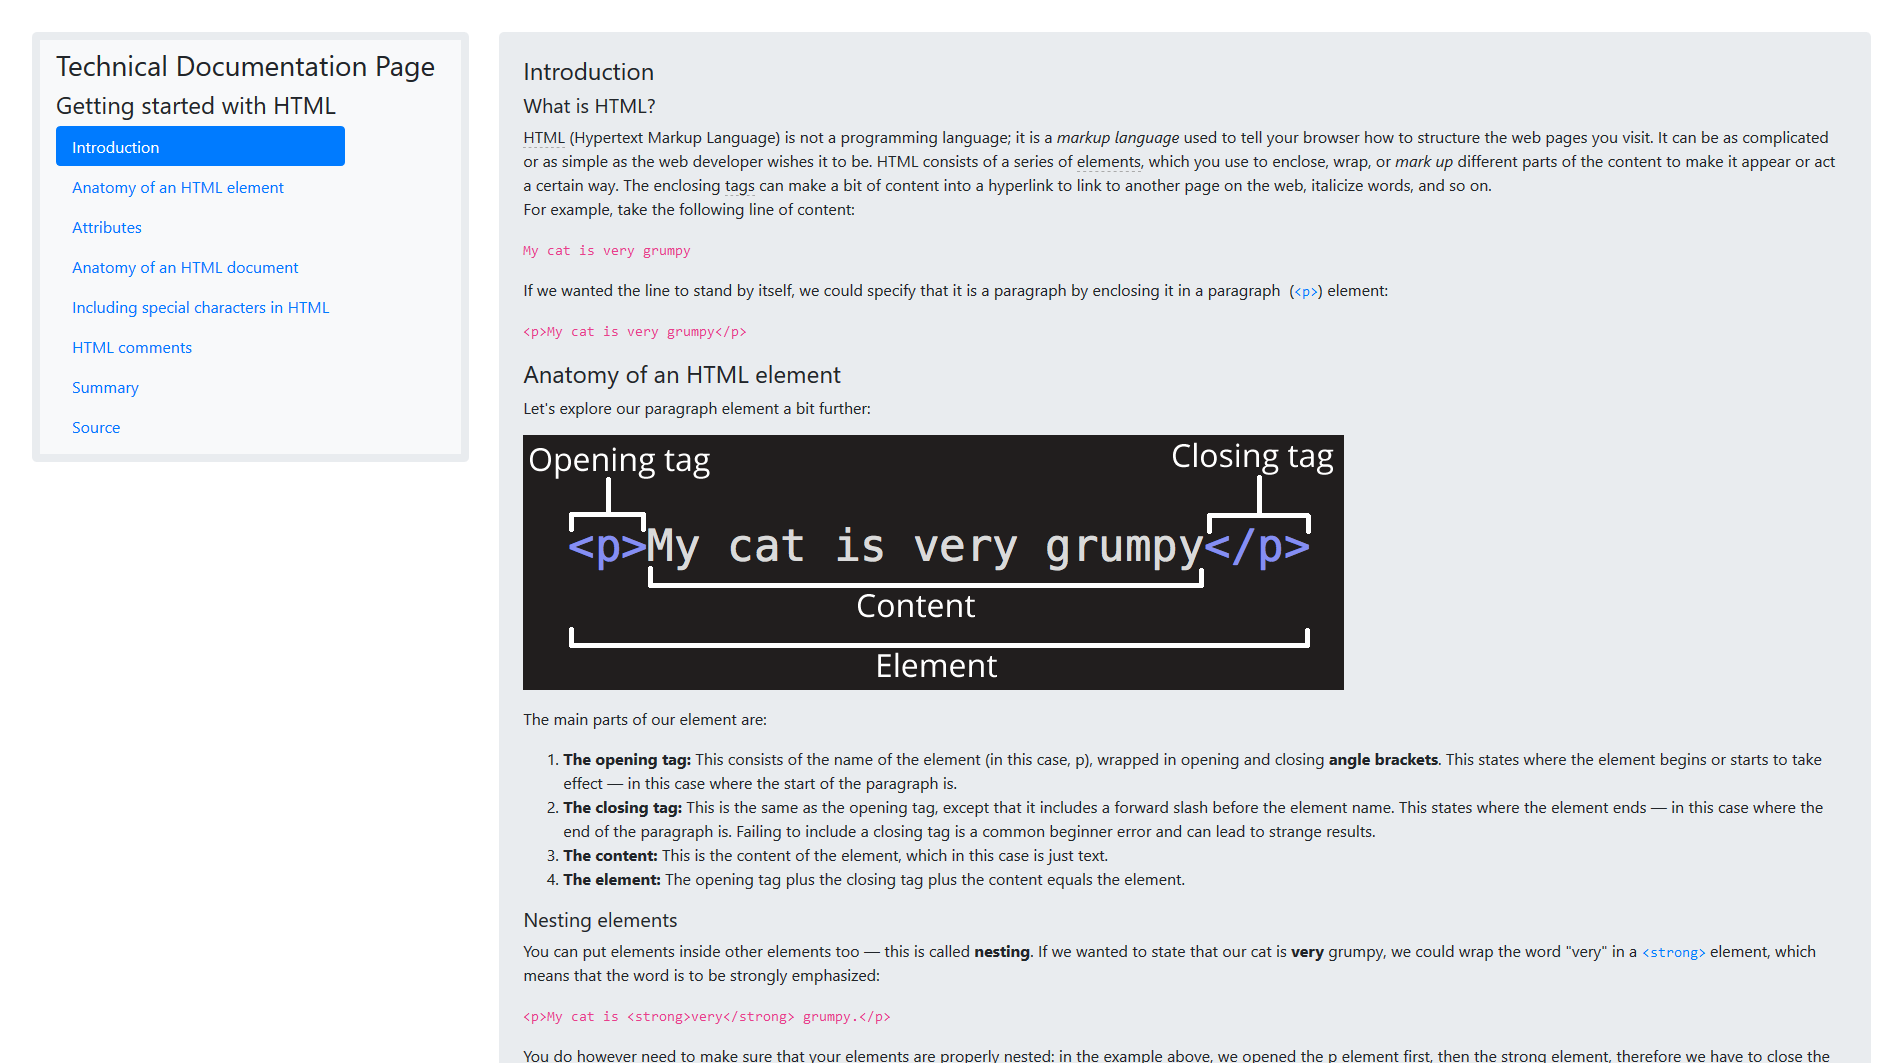 Technical Documentation Page
Getting started with HTML
Introduction
Anatomy of an HTML element
Attributes
Anatomy of an HTML document
Including special characters in HTML
HTML comments
Summary
Source
Introduction
What is HTML?
HTML (Hypertext Markup Language) is not a programming language; it is a markup language used to tell your browser how to structure the web pages you visit. It can be as complicated
or as simple as the web developer wishes it to be. HTML consists of a series of elements, which you use to enclose, wrap, or mark up different parts of the content to make it appear or act
a certain way. The enclosing tags can make a bit of content into a hyperlink to link to another page on the web, italicize words, and so on.
For example, take the following line of content:
My cat is very grumpy
If we wanted the line to stand by itself, we could specify that it is a paragraph by enclosing it in a paragraph (<p>) element:
<p>My cat is very grumpy</p>
Anatomy of an HTML element
Let's explore our paragraph element a bit further:
Opening tag
Closing tag
<p>My cat is very grumpy</p>
Content
Element
The main parts of our element are:
1. The opening tag: This consists of the name of the element (in this case, p), wrapped in opening and closing angle brackets. This states where the element begins or starts to take
effect — in this case where the start of the paragraph is.
2. The closing tag: This is the same as the opening tag, except that it includes a forward slash before the element name. This states where the element ends — in this case where the
end of the paragraph is. Failing to include a closing tag is a common beginner error and can lead to strange results.
3. The content: This is the content of the element, which in this case is just text.
4. The element: The opening tag plus the closing tag plus the content equals the element.
Nesting elements
You can put elements inside other elements too — this is called nesting. If we wanted to state that our cat is very grumpy, we could wrap the word "very" in a <strong> element, which
means that the word is to be strongly emphasized:
<p>My cat is <strong>very</strong> grumpy.</p>
You do however need to make sure that your elements are properly nested: in the example above, we opened the p element first, then the strong element, therefore we have to close the